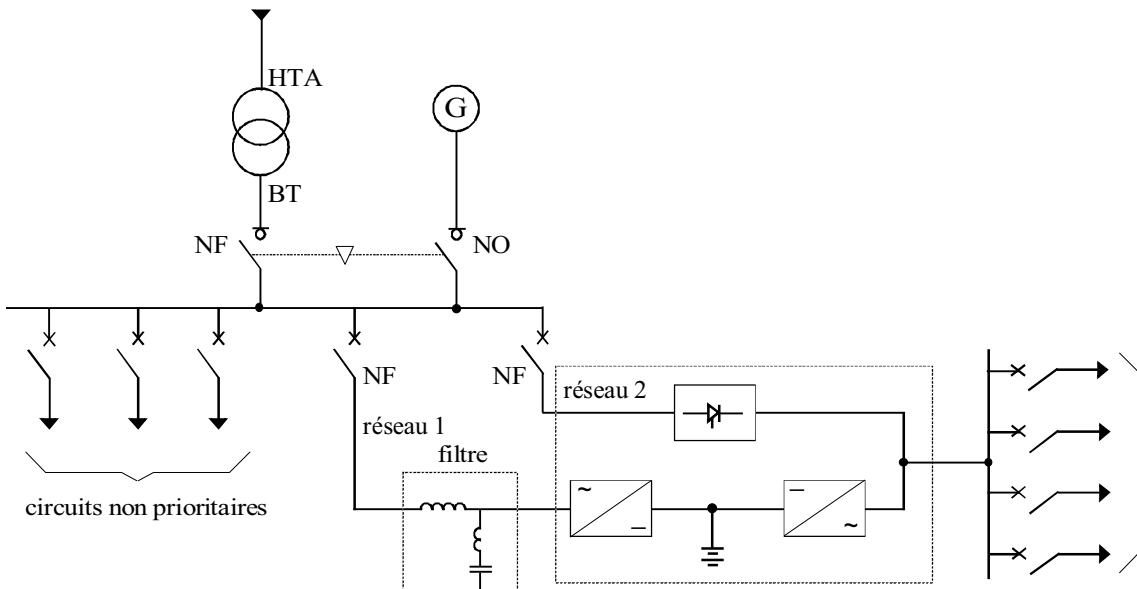 HTA
G
BT
NF
NO
NF
NF
réseau 2
réseau 1
filtre
circuits non prioritaires
~
–
–
~